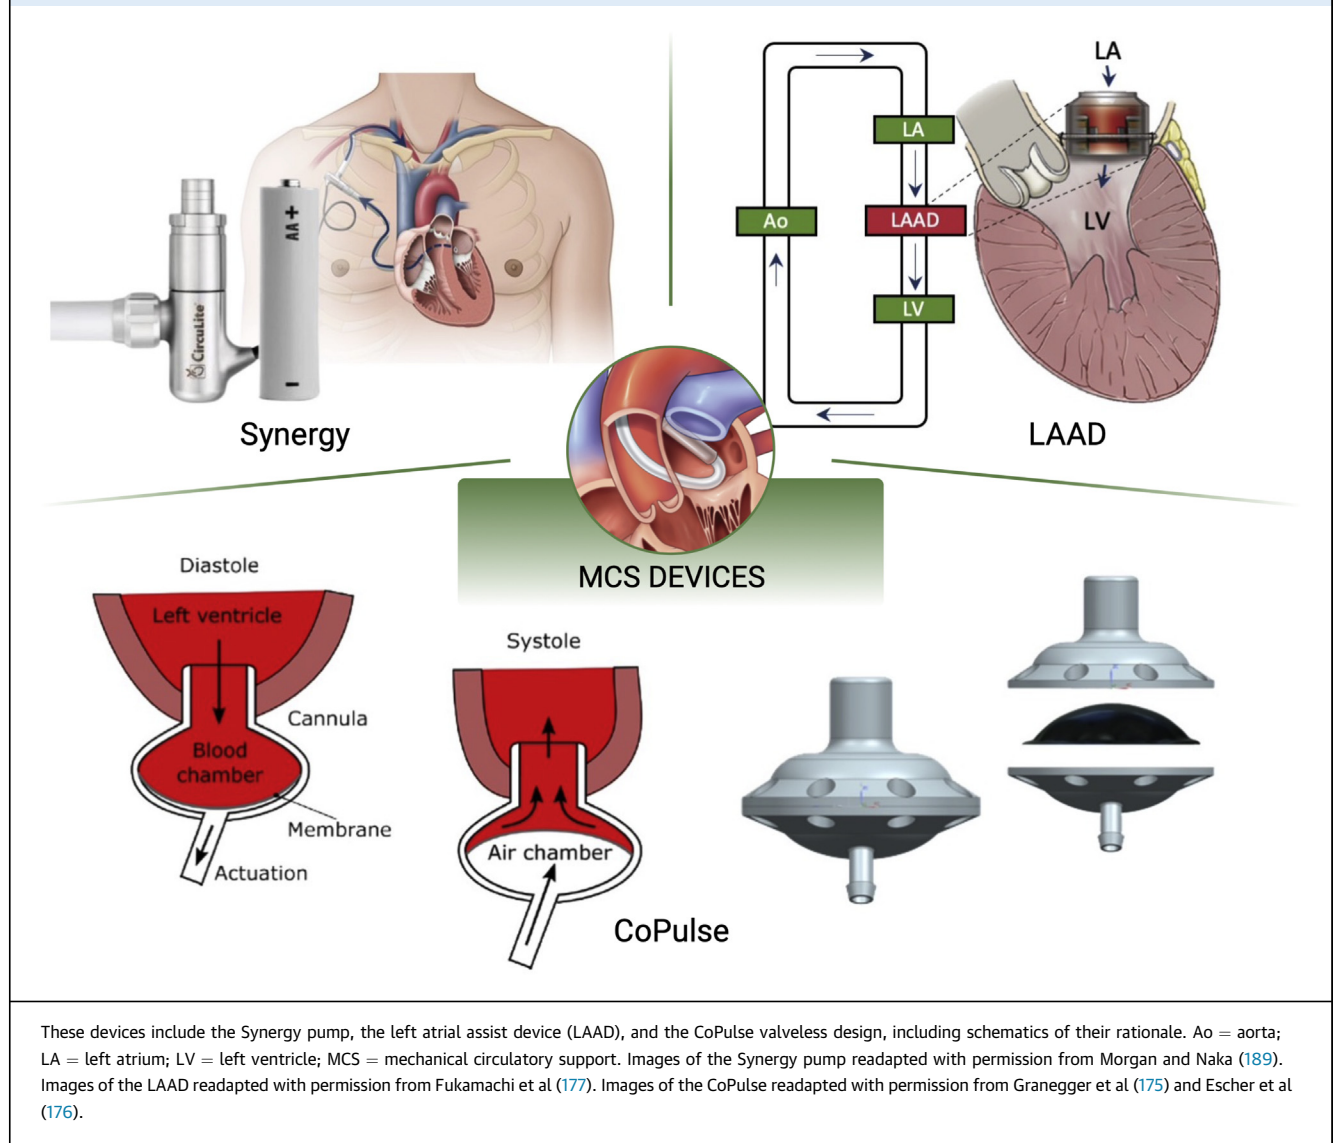 CircuLite
AA +
Synergy
LA
LA
LAAD
Ao
LV
LV
LAAD
MCS DEVICES
Diastole
Left ventricle
Cannula
Blood
chamber
Membrane
Actuation
Systole
Air chamber
CoPulse
These devices include the Synergy pump, the left atrial assist device (LAAD), and the CoPulse valveless design, including schematics of their rationale. Ao = aorta;
LA = left atrium; LV = left ventricle; MCS = mechanical circulatory support. Images of the Synergy pump readapted with permission from Morgan and Naka (189).
Images of the LAAD readapted with permission from Fukamachi et al (177). Images of the CoPulse readapted with permission from Granegger et al (175) and Escher et al
(176).